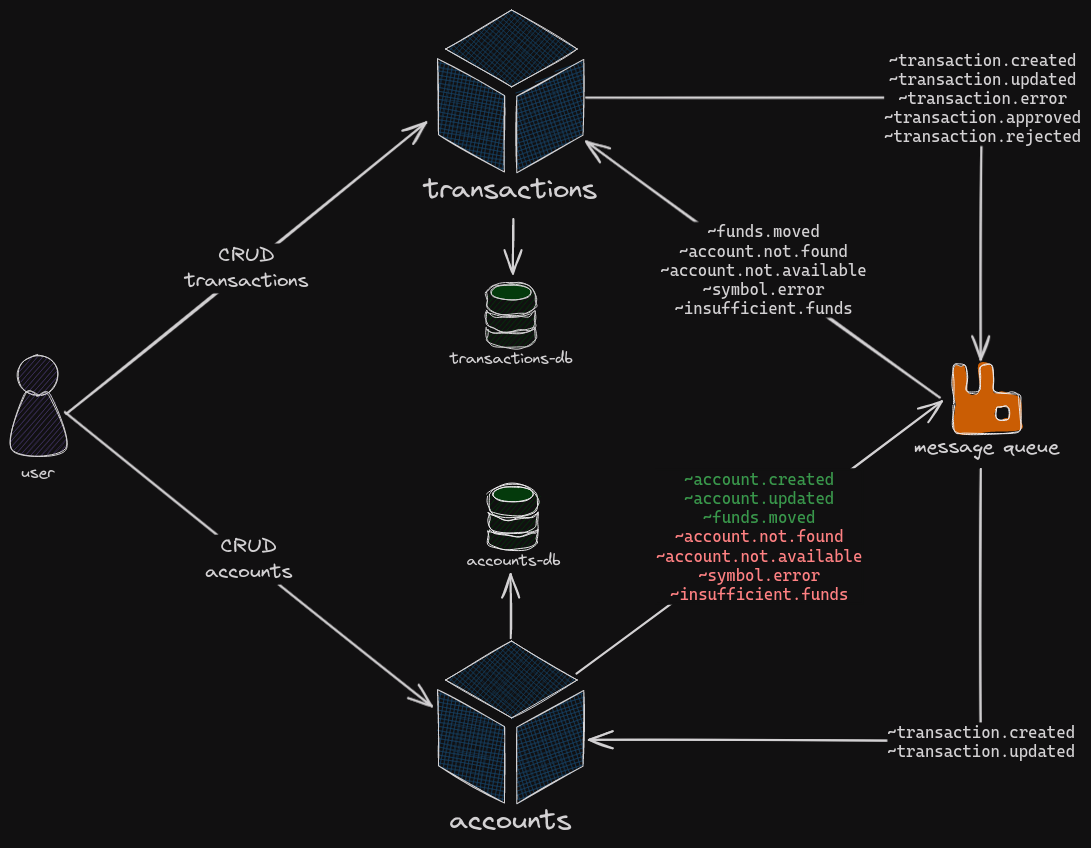 ~transaction.created
~transaction.updated
~transaction.error
~transaction.approved
~transaction.rejected
transactions
~funds.moved
~account.not.found
~account.not.available
~symbol.error
~insufficient.funds
CRUD
transactions
transactions-db
user
message queue
~account.created
~account.updated
~funds.moved
~account.not.found
~account.not.available
~symbol.error
~insufficient.funds
CRUD
accounts
accounts-db
~transaction.created
~transaction.updated
accounts